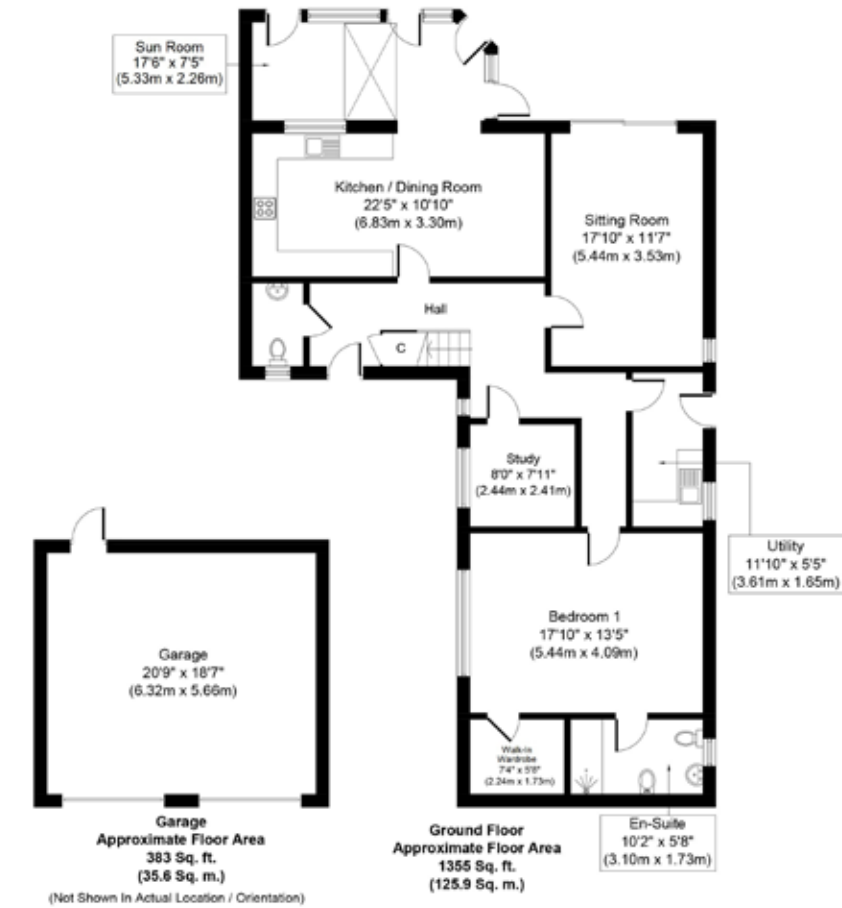 Sun Room
17'6" x 7'5"
(5.33m x 2.26m)
Kitchen / Dining Room
22'5" x 10'10"
(6.83m x 3.30m)
Sitting Room
17'10" x 11'7"
(5.44m x 3.53m)
Hall
C
Study
8'0" x 7'11"
(2.44m x 2.41m)
Utility
11'10" x 5'5"
(3.61m x 1.65m)
Bedroom 1
17'10" x 13'5"
(5.44m x 4.09m)
Garage
20'9" x 18'7"
(6.32m x 5.66m)
Walk-In
Wardrobe
7'4" x 5'8"
(2.24m x 1.73m)
En-Suite
10'2" x 5'8"
(3.10m x 1.73m)
Garage
Approximate Floor Area
383 Sq. ft.
(35.6 Sq. m.)
(Not Shown In Actual Location / Orientation)
Ground Floor
Approximate Floor Area
1355 Sq. ft.
(125.9 Sq. m.)